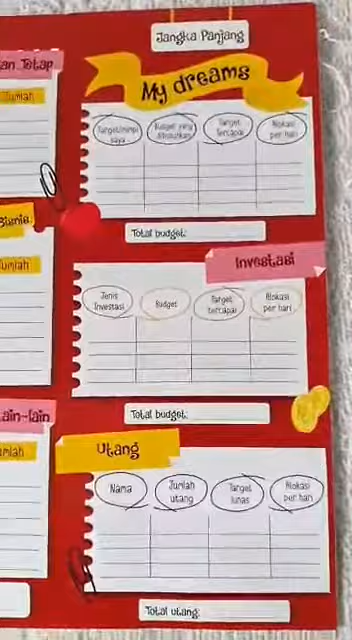 Jangka Panjang
an Tetap
Jumlah
My dreams
Target/mimpi saya
Budget yang dibutuhkan
Target Tercapai
Alokasi per hari
Total budget:
Bisnis
Jumlah
Investasi
Jenis Investasi
Budget
Target tercapai
Alokasi per hari
Total budget:
ain-lain
umlah
Utang
Nama
Jumlah utang
Target lunas
Alokasi per hari
Total utang: